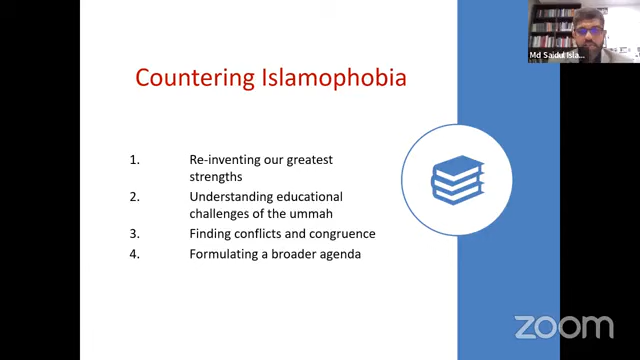 Countering Islamophobia
1. Re-inventing our greatest
strengths
2. Understanding educational
challenges of the ummah
3. Finding conflicts and congruence
4. Formulating a broader agenda
Md Saidul Isla...
zoom